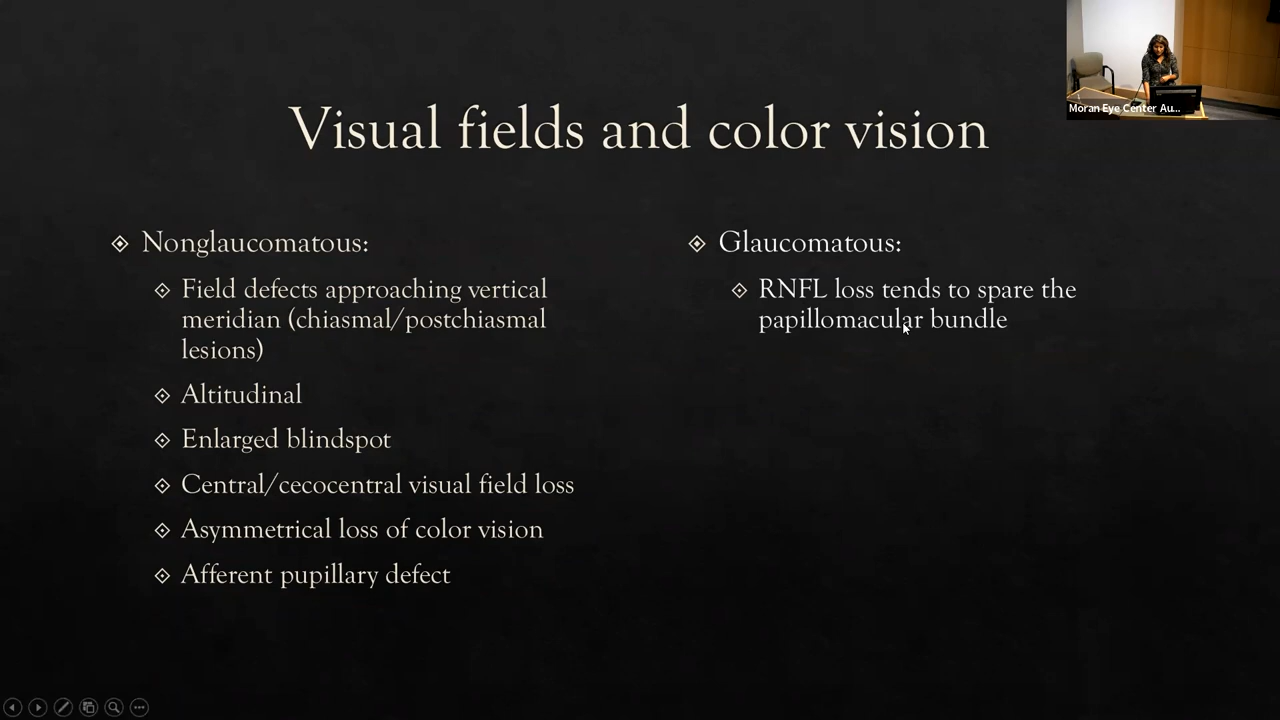 Moran Eye Center Au...
Visual fields and color vision
Nonglaucomatous:
Field defects approaching vertical
meridian (chiasmal/postchiasmal
lesions)
Altitudinal
Enlarged blindspot
Central/cecocentral visual field loss
Asymmetrical loss of color vision
Afferent pupillary defect
Glaucomatous:
RNFL loss tends to spare the
papillomacular bundle